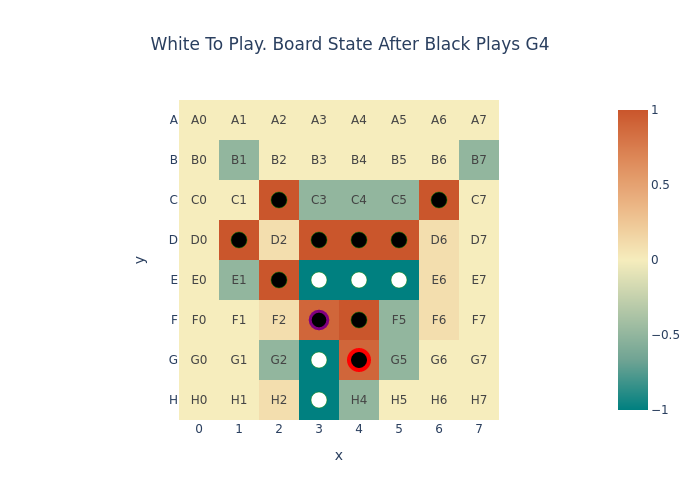 White To Play. Board State After Black Plays G4
A A0 A1 A2 A3 A4 A5 A6 A7
B B0 B1 B2 B3 B4 B5 B6 B7
C C0 C1 C3 C4 C5 C7
D D0 D2 D6 D7
E E0 E1 E6 E7
F F0 F1 F2 F5 F6 F7
G G0 G1 G2 G5 G6 G7
H H0 H1 H2 H4 H5 H6 H7
0 1 2 3 4 5 6 7
x
y
1
0.5
0
−0.5
−1